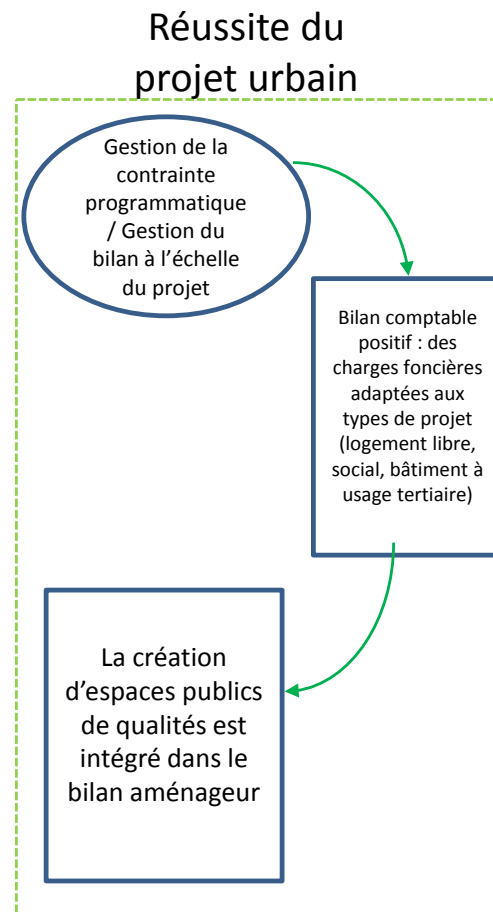 Réussite du
projet urbain
Gestion de la
contrainte
programmatique
/ Gestion du
bilan à l’échelle
du projet
Bilan comptable
positif : des
charges foncières
adaptées aux
types de projet
(logement libre,
social, bâtiment à
usage tertiaire)
La création
d’espaces publics
de qualités est
intégré dans le
bilan aménageur